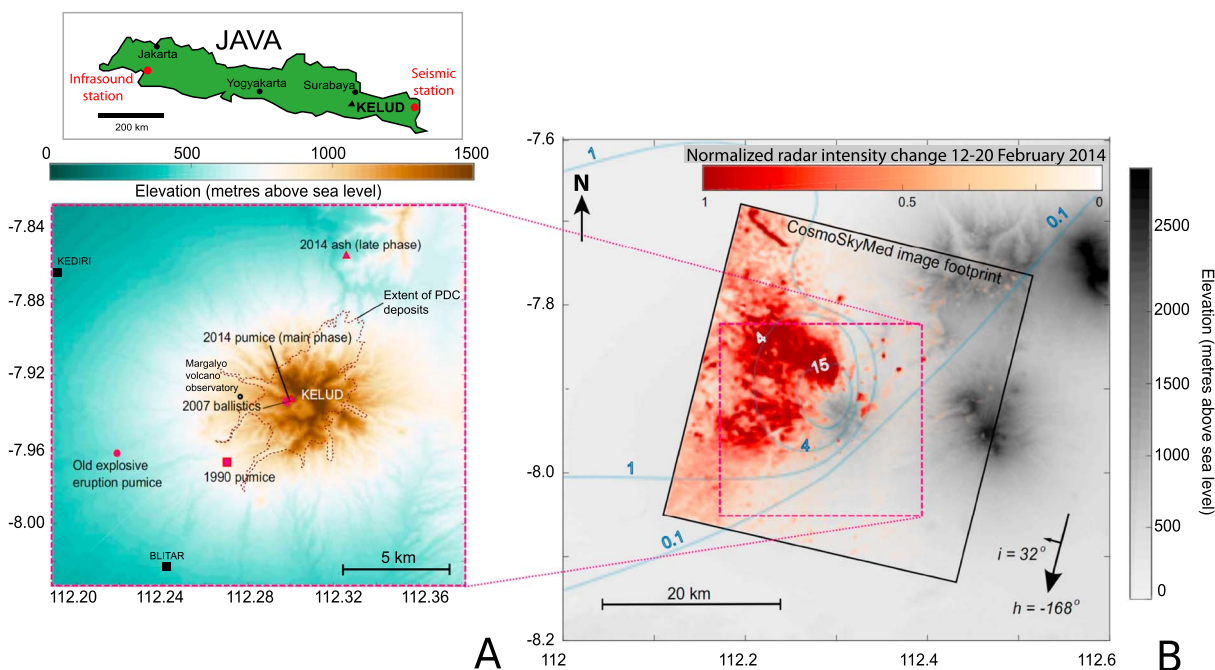 JAVA
Jakarta
Infrasound
station
Yogyakarta
Surabaya
KELUD
Seismic
station
200 km
0
500
1000
1500
Elevation (metres above sea level)
-7.84
-7.88
-7.92
-7.96
-8.00
KEDIRI
2014 ash (late phase)
Extent of PDC
deposits
2014 pumice (main phase)
Margalyo
volcano
observatory
KELUD
2007 ballistics
Old explosive
eruption pumice
1990 pumice
BLITAR
5 km
112.20
112.24
112.28
112.32
112.36
A
-7.6
-7.8
-8.0
-8.2
1
N
Normalized radar intensity change 12-20 February 2014
1
0.5
0
0.1
CosmoSkyMed image footprint
4
15
4
1
0.1
20 km
i = 32°
h = -168°
112
112.2
112.4
112.6
2500
2000
1500
1000
500
0
Elevation (metres above sea level)
B